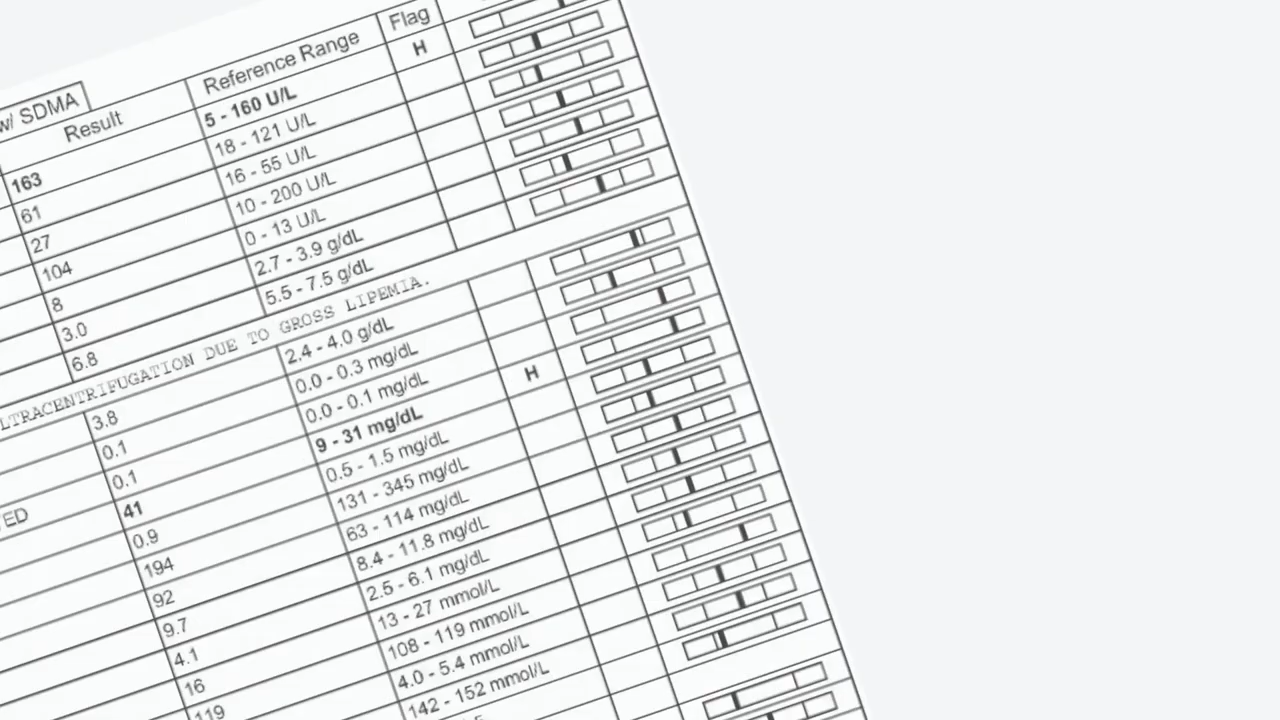 w/ SDMA
Result Reference Range Flag
163 5 - 160 U/L H
61 18 - 121 U/L
27 16 - 55 U/L
104 10 - 200 U/L
8 0 - 13 U/L
3.0 2.7 - 3.9 g/dL
6.8 5.5 - 7.5 g/dL
LTRACENTRIFUGATION DUE TO GROSS LIPEMIA.
3.8 2.4 - 4.0 g/dL
0.1 0.0 - 0.3 mg/dL
0.1 0.0 - 0.1 mg/dL
TED 41 9 - 31 mg/dL H
0.9 0.5 - 1.5 mg/dL
194 131 - 345 mg/dL
92 63 - 114 mg/dL
9.7 8.4 - 11.8 mg/dL
4.1 2.5 - 6.1 mg/dL
16 13 - 27 mmol/L
119 108 - 119 mmol/L
4.0 - 5.4 mmol/L
142 - 152 mmol/L